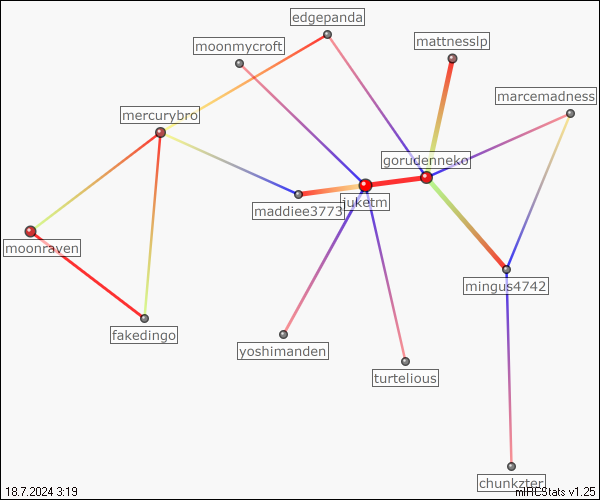 edgepanda
moonmycroft
mattnesslp
marcemadness
mercurybro
gorudenneko
maddiee3773
juketm
moonraven
mingus4742
fakedingo
yoshimanden
turtelious
chunkzter
18.7.2024 3:19
mIRCStats v1.25